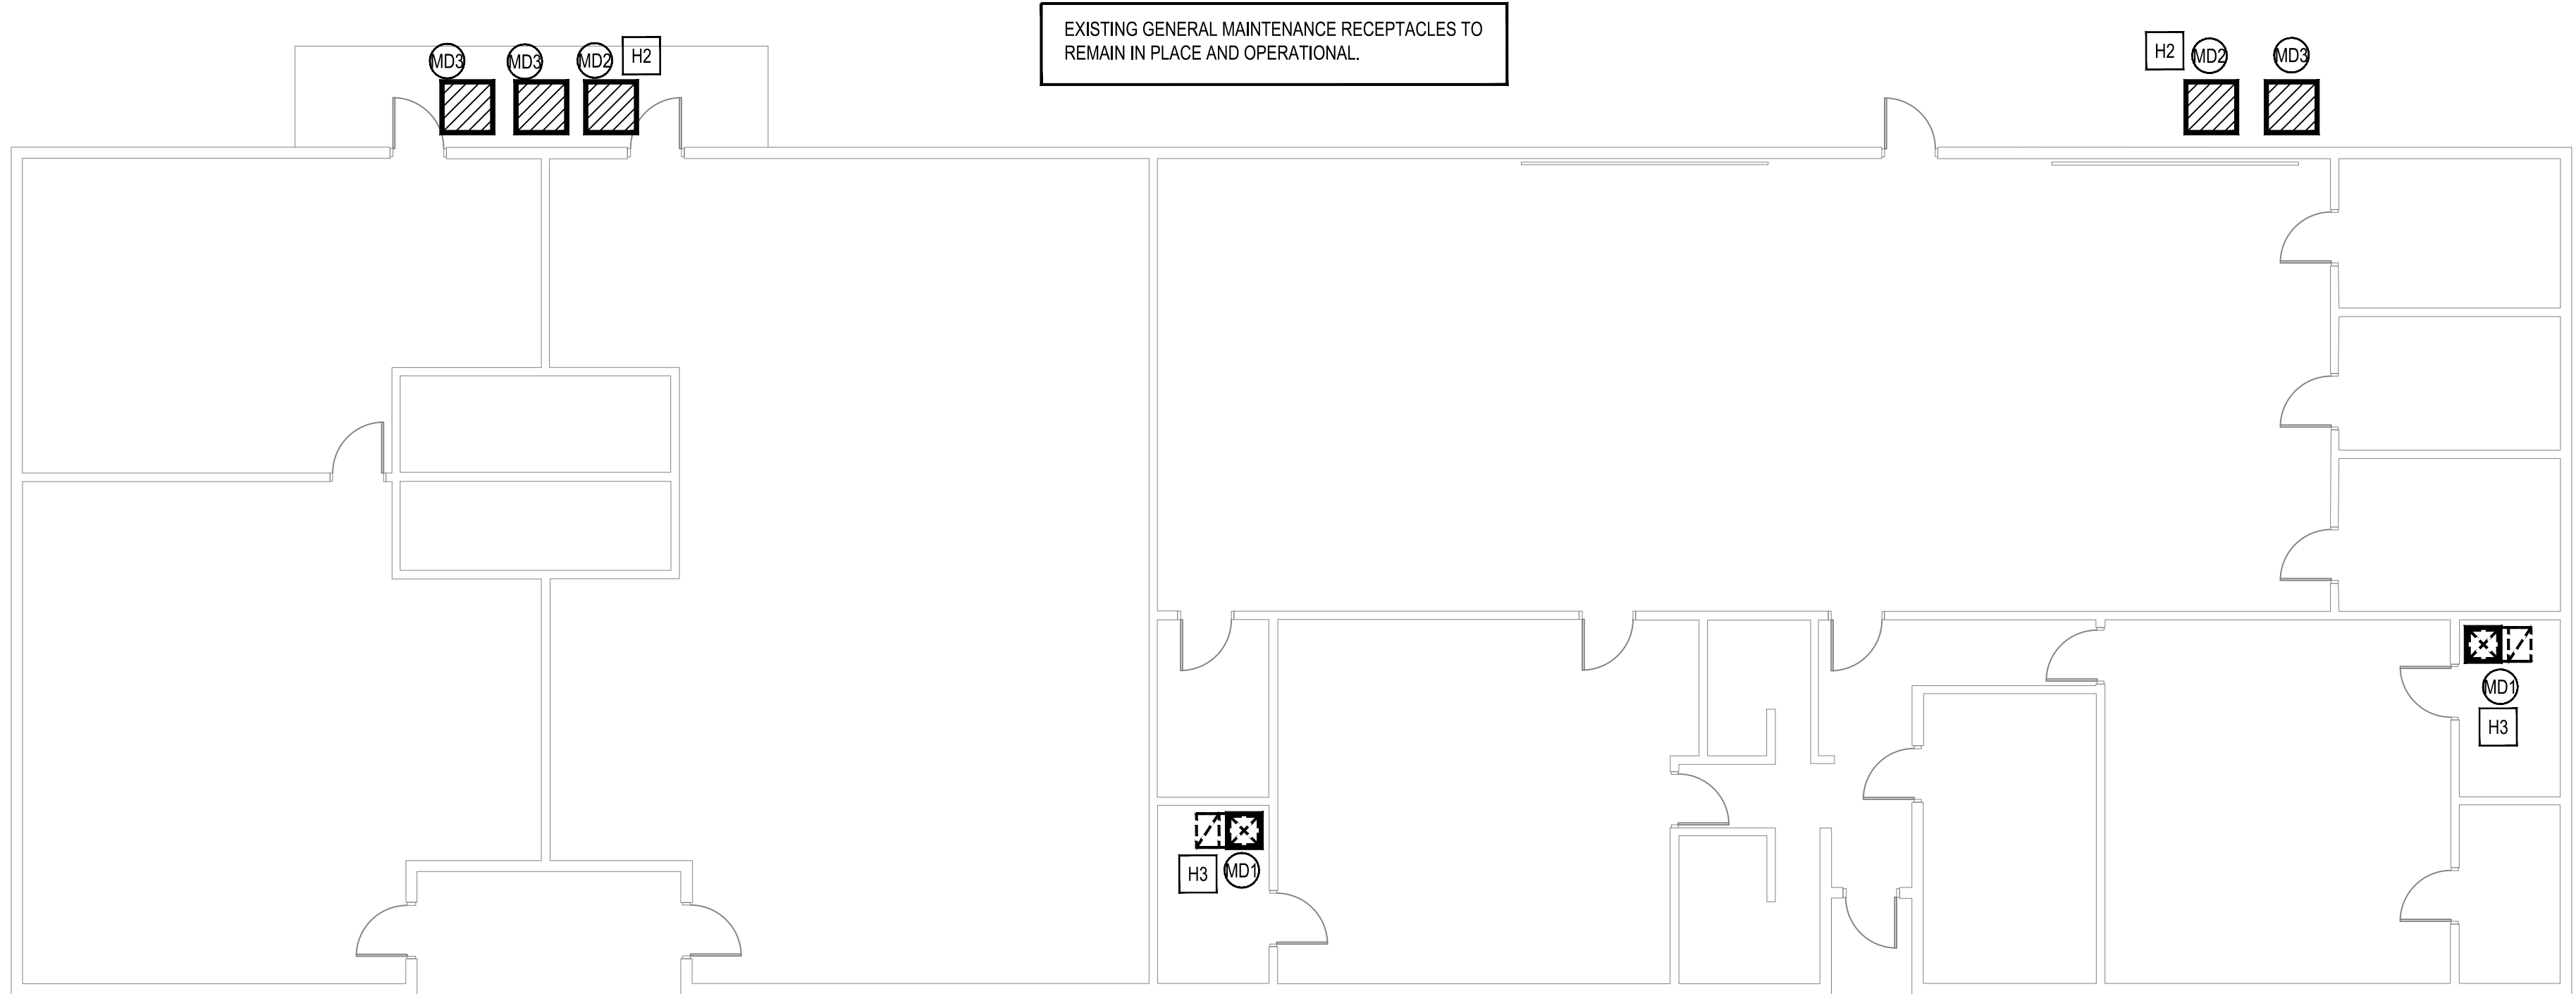 EXISTING GENERAL MAINTENANCE RECEPTACLES TO
REMAIN IN PLACE AND OPERATIONAL.
MD3
MD3
MD2
H2
H2
MD2
MD3
MD1
H3
H3
MD1